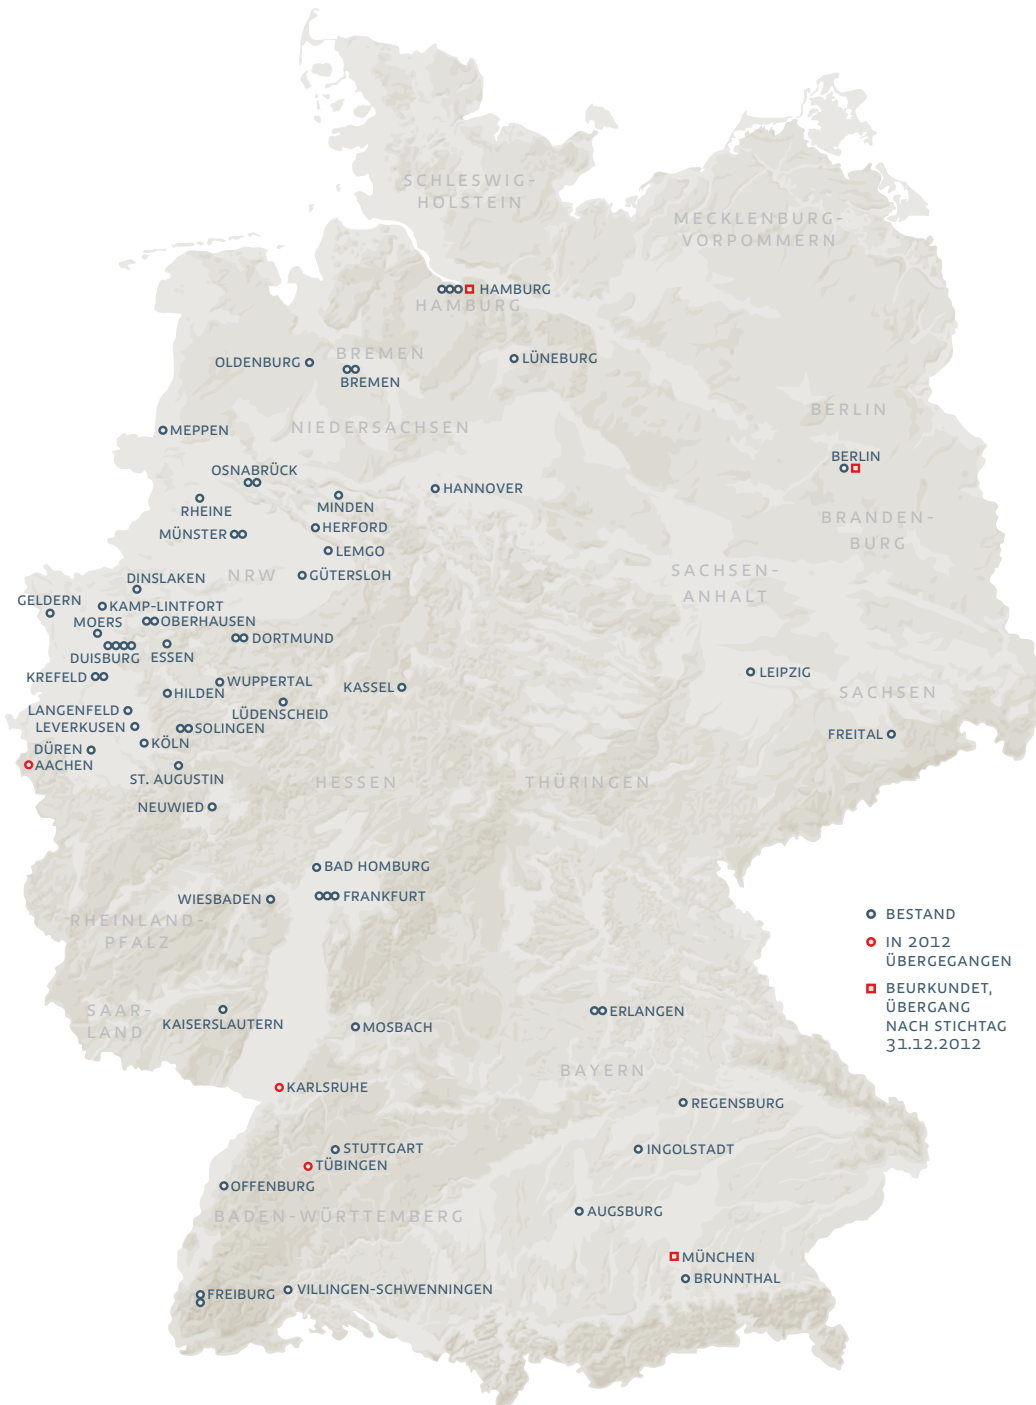 SCHLESWIG-
HOLSTEIN
MECKLENBURG-
VORPOMMERN
HAMBURG
HAMBURG
OLDENBURG
BREMEN
BREMEN
LÜNEBURG
BERLIN
MEPPEN
NIEDERSACHSEN
BERLIN
OSNABRÜCK
HANNOVER
RHEINE
MINDEN
BRANDEN-
BURG
MÜNSTER
HERFORD
LEMGO
DINSLAKEN
NRW
GÜTERSLOH
SACHSEN-
ANHALT
GELDERN
KAMP-LINTFORT
MOERS
OBERHAUSEN
DORTMUND
DUISBURG
ESSEN
KREFELD
WUPPERTAL
KASSEL
LEIPZIG
HILDEN
SACHSEN
LANGENFELD
LÜDENSCHEID
LEVERKUSEN
SOLINGEN
FREITAL
DÜREN
KÖLN
AACHEN
ST. AUGUSTIN
HESSEN
THÜRINGEN
NEUWIED
BAD HOMBURG
WIESBADEN
FRANKFURT
RHEINLAND-
PFALZ
BESTAND
IN 2012
ÜBERGEGANGEN
BEURKUNDET,
ÜBERGANG
NACH STICHTAG
31.12.2012
SAAR-
LAND
KAISERSLAUTERN
MOSBACH
ERLANGEN
BAYERN
KARLSRUHE
REGENSBURG
STUTTGART
INGOLSTADT
TÜBINGEN
OFFENBURG
BADEN-WÜRTTEMBERG
AUGSBURG
MÜNCHEN
BRUNNTHAL
FREIBURG
VILLINGEN-SCHWENNINGEN